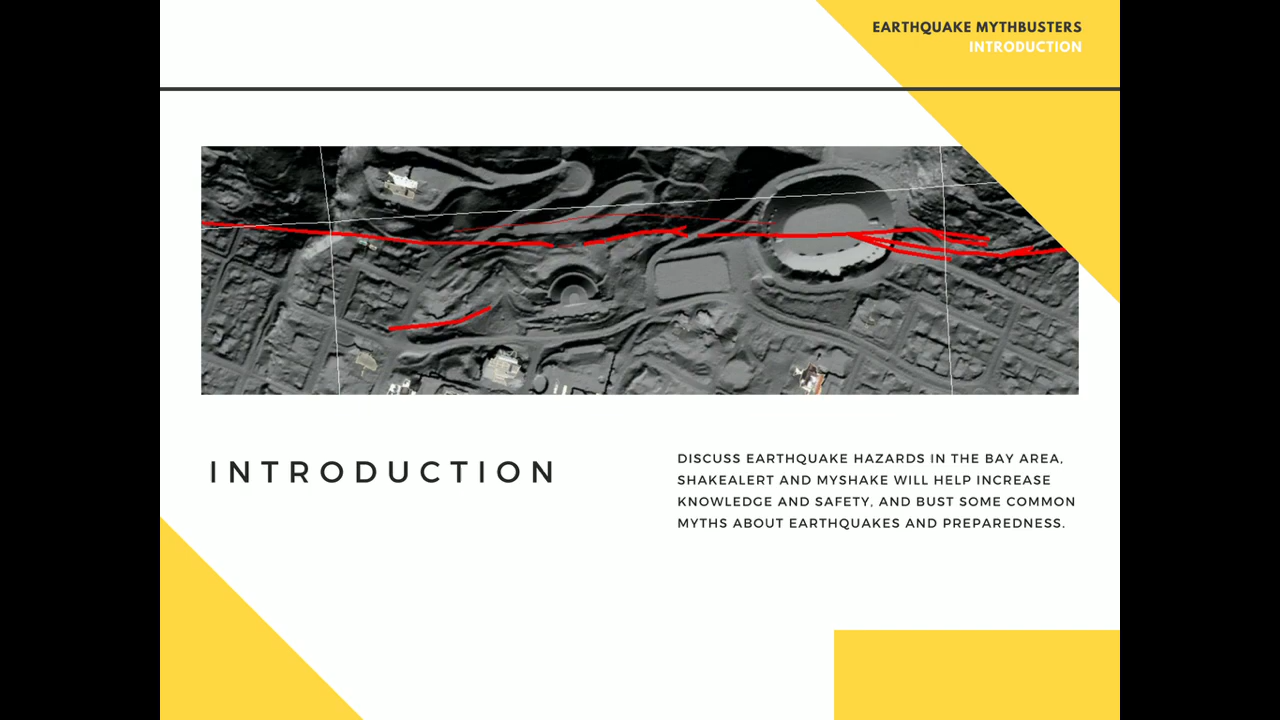 EARTHQUAKE MYTHBUSTERS
INTRODUCTION
INTRODUCTION
DISCUSS EARTHQUAKE HAZARDS IN THE BAY AREA,
SHAKEALERT AND MYSHAKE WILL HELP INCREASE
KNOWLEDGE AND SAFETY, AND BUST SOME COMMON
MYTHS ABOUT EARTHQUAKES AND PREPAREDNESS.